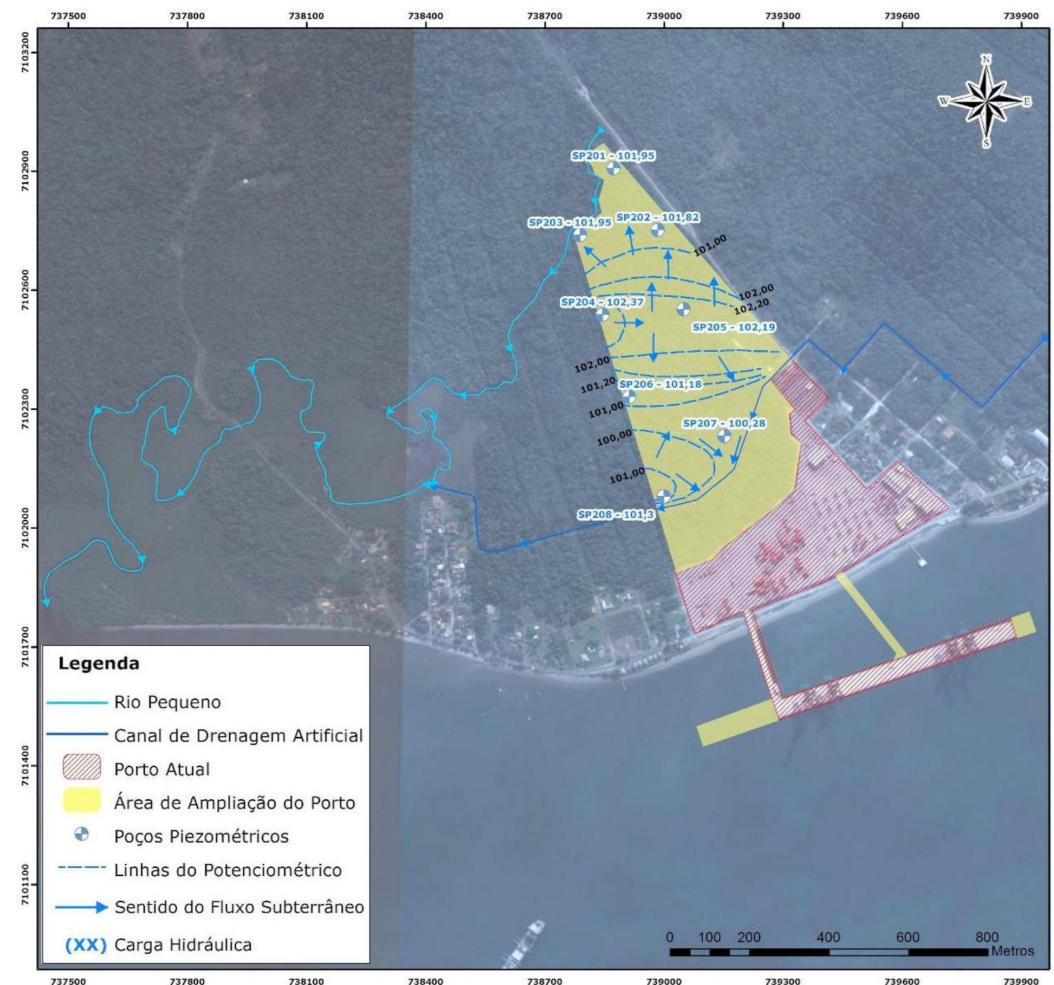 737500 737800 738100 738400 738700 739000 739300 739600 739900
7103200
7102900
7102600
7102300
7102000
7101700
7101400
7101100
N
W E
S
SP201 - 101,95
SP202 - 101,82
SP203 - 101,95
101,00
102,00
102,20
SP204 - 102,37
SP205 - 102,19
102,00
101,20
SP206 - 101,18
101,00
SP207 - 100,28
100,00
101,00
SP208 - 101,3
Legenda
Rio Pequeno
Canal de Drenagem Artificial
Porto Atual
Área de Ampliação do Porto
Poços Piezométricos
Linhas do Potenciométrico
Sentido do Fluxo Subterrâneo
(XX) Carga Hidráulica
0 100 200 400 600 800
Metros
737500 737800 738100 738400 738700 739000 739300 739600 739900